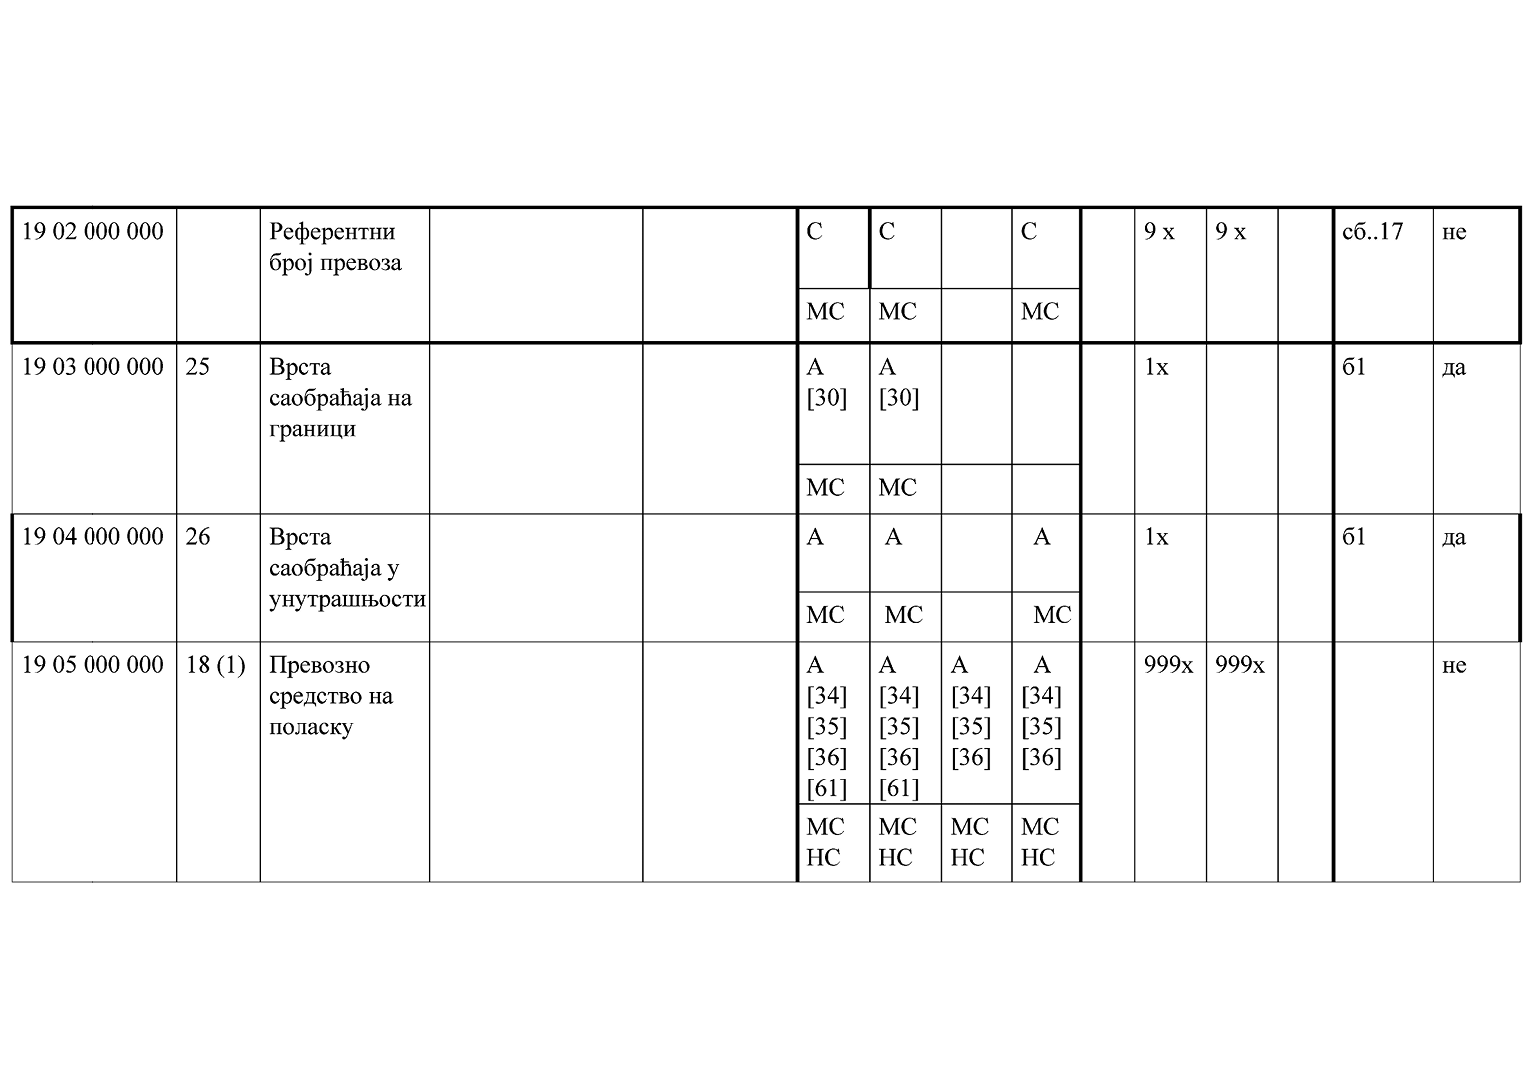 19 02 000 000 Референтни С С С 9 х 9 х сб..17 не
број превоза
МС МС МС
19 03 000 000 25 Врста А А 1х б1 да
саобраћаја на [30] [30]
граници
МС МС
19 04 000 000 26 Врста А А А 1х б1 да
саобраћаја у
унутрашњости МС МС МС
19 05 000 000 18 (1) Превозно А А А А 999х 999х не
средство на [34] [34] [34] [34]
поласку [35] [35] [35] [35]
[36] [36] [36] [36]
[61] [61]
МС МС МС МС
НС НС НС НС